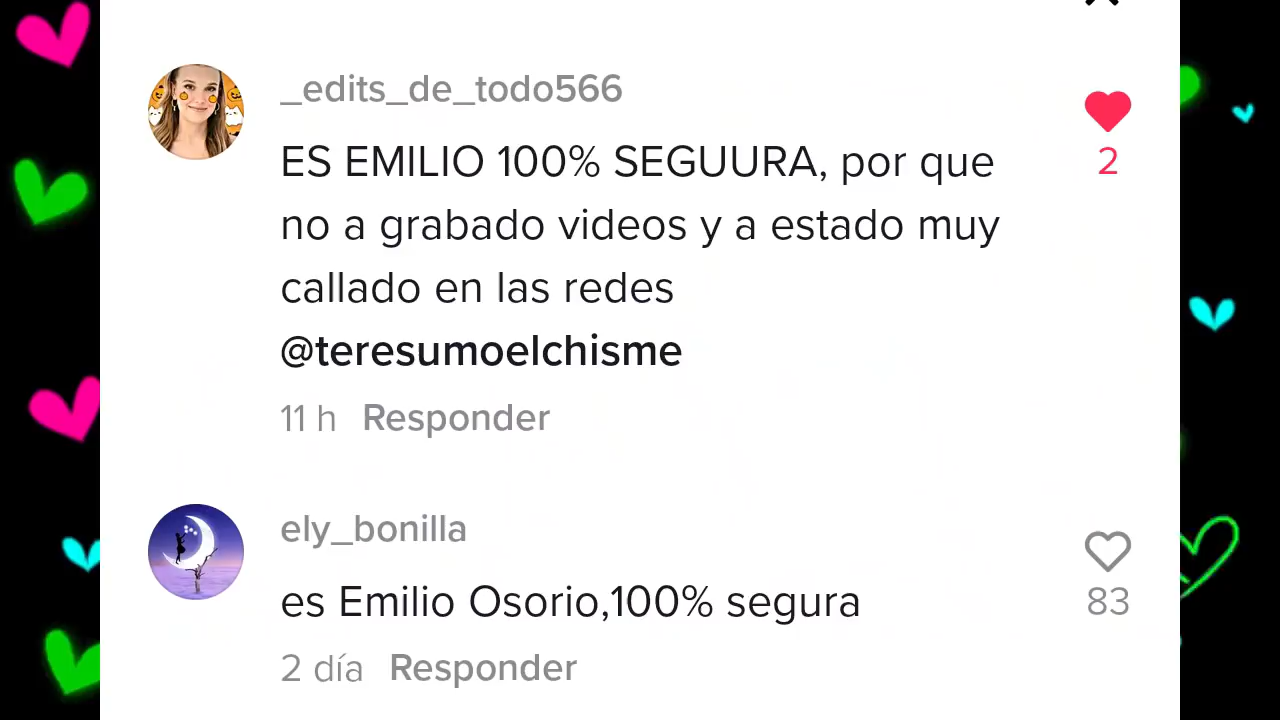 _edits_de_todo566
ES EMILIO 100% SEGUURA, por que
no a grabado videos y a estado muy
callado en las redes
@teresumoelchisme
2
11 h Responder
ely_bonilla
es Emilio Osorio,100% segura
83
2 día Responder